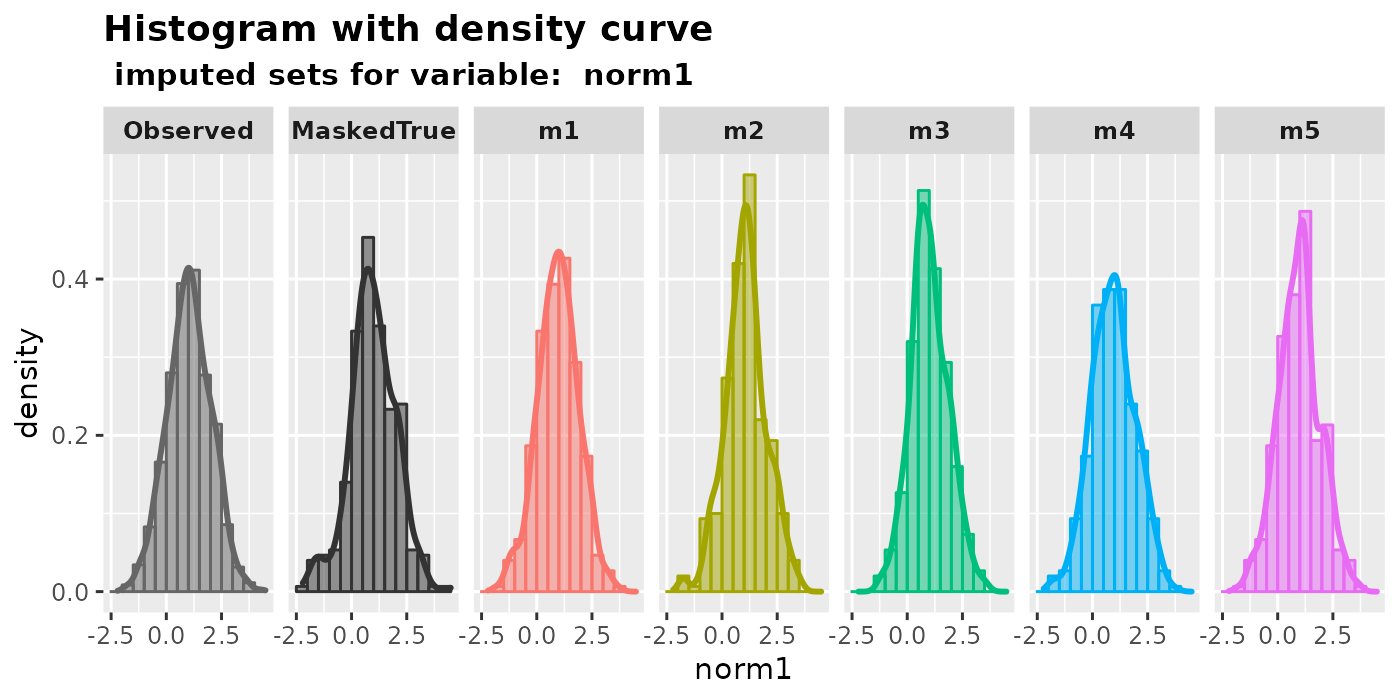 Histogram with density curve
imputed sets for variable:  norm1
Observed MaskedTrue m1 m2 m3 m4 m5
density
0.4
0.2
0.0
-2.5 0.0 2.5 -2.5 0.0 2.5 -2.5 0.0 2.5 -2.5 0.0 2.5 -2.5 0.0 2.5 -2.5 0.0 2.5 -2.5 0.0 2.5
norm1